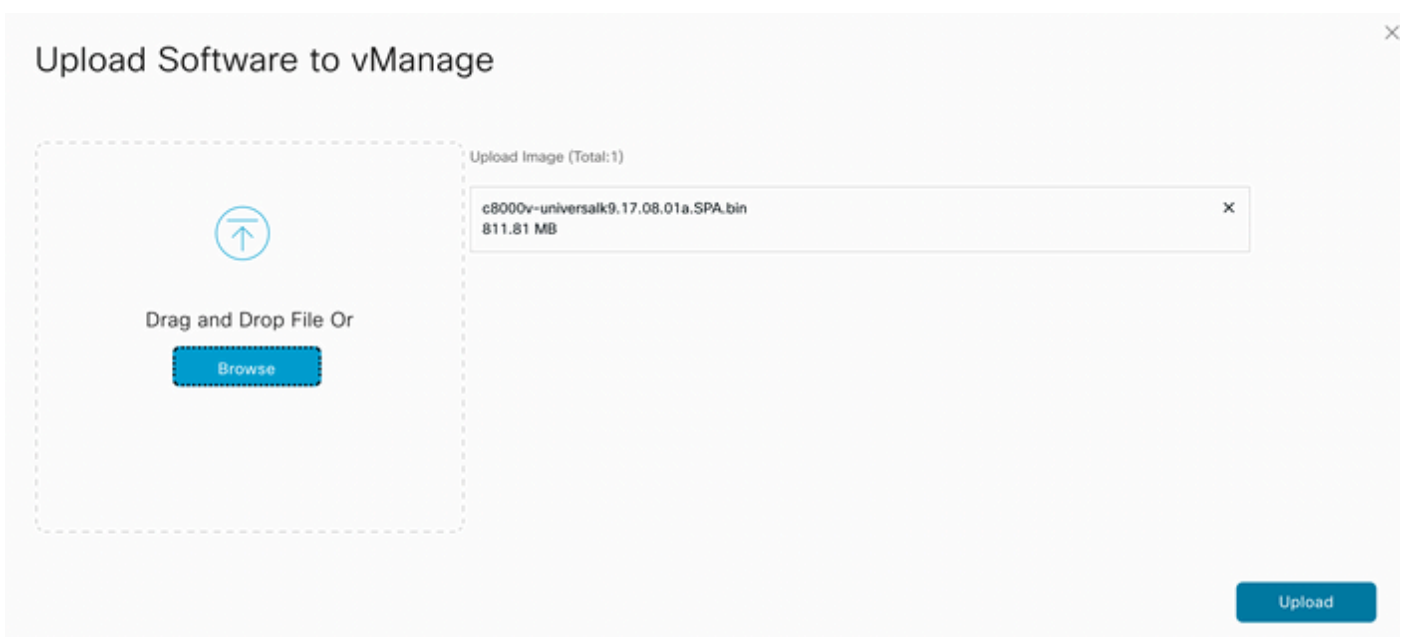 Upload Software to vManage
Upload Image (Total:1)
c8000v-universalk9.17.08.01a.SPA.bin
811.81 MB
Drag and Drop File Or
Browse
Upload